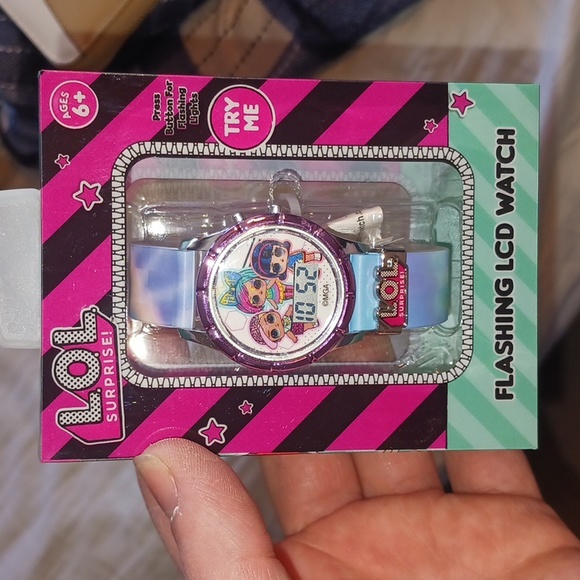 AGES
6+
Press
Button For
Flashing
Lights
TRY
ME
L.O.L.
SURPRISE!
10:52
©MGA
L.O.L.
SURPRISE!
FLASHING LCD WATCH